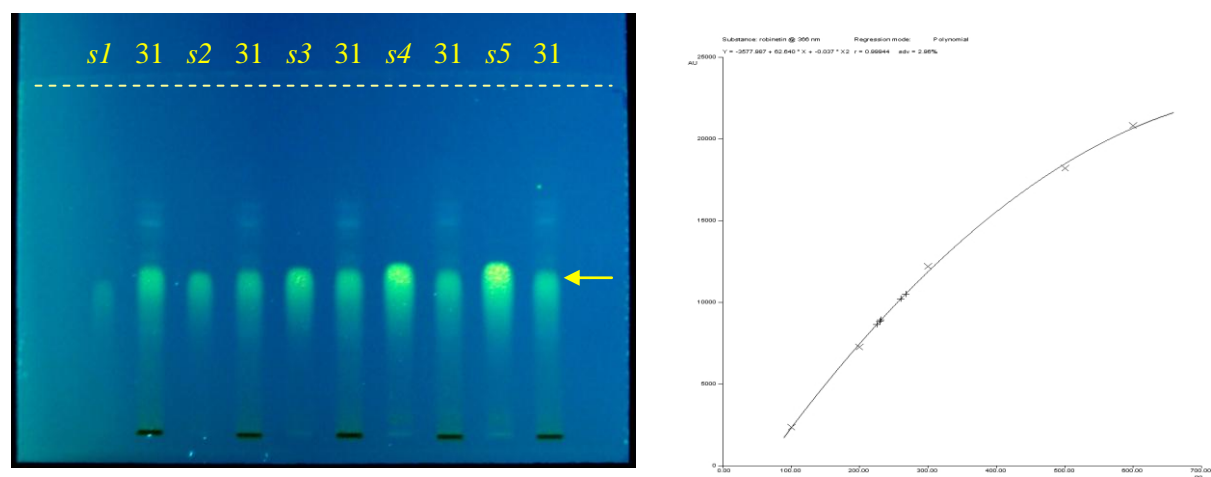 s1 31 s2 31 s3 31 s4 31 s5 31
Substance: robinetin @ 366 nm Regression mode: Polynomial
Y = -3577.887 + 62.640 * X + -0.037 * X2 r = 0.99844 sdv = 2.86%
AU
25000
20000
15000
10000
5000
0
0.00 100.00 200.00 300.00 400.00 500.00 600.00 700.00